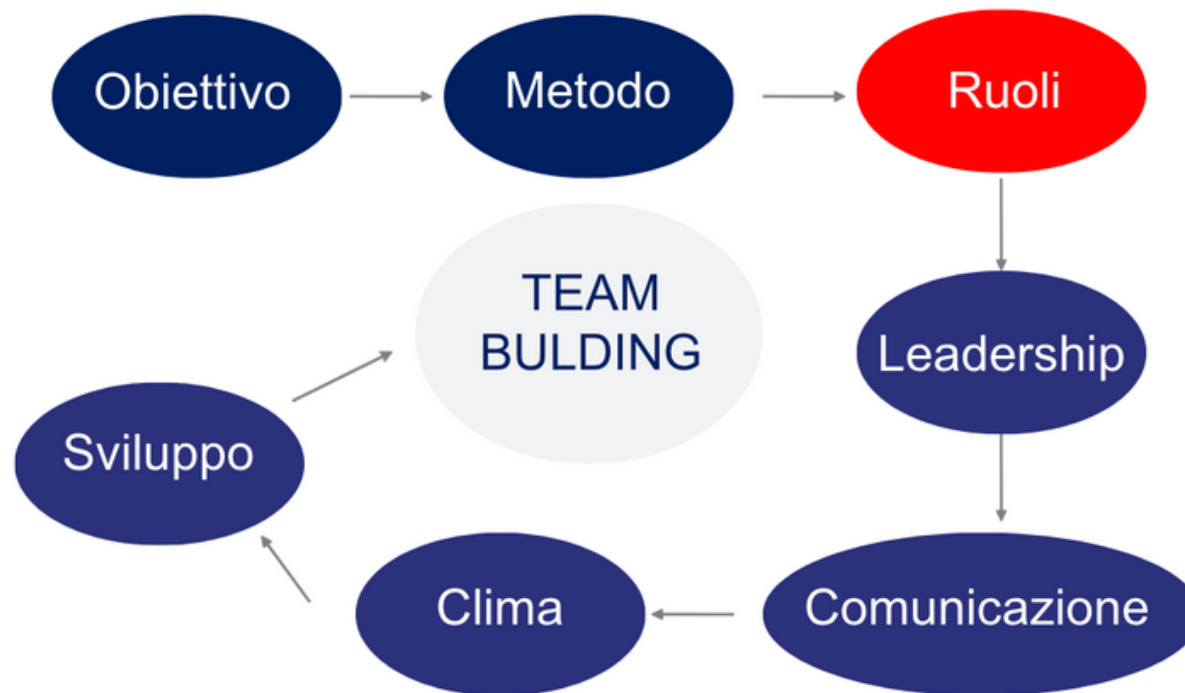 Obiettivo
Metodo
Ruoli
TEAM
BULDING
Leadership
Sviluppo
Clima
Comunicazione